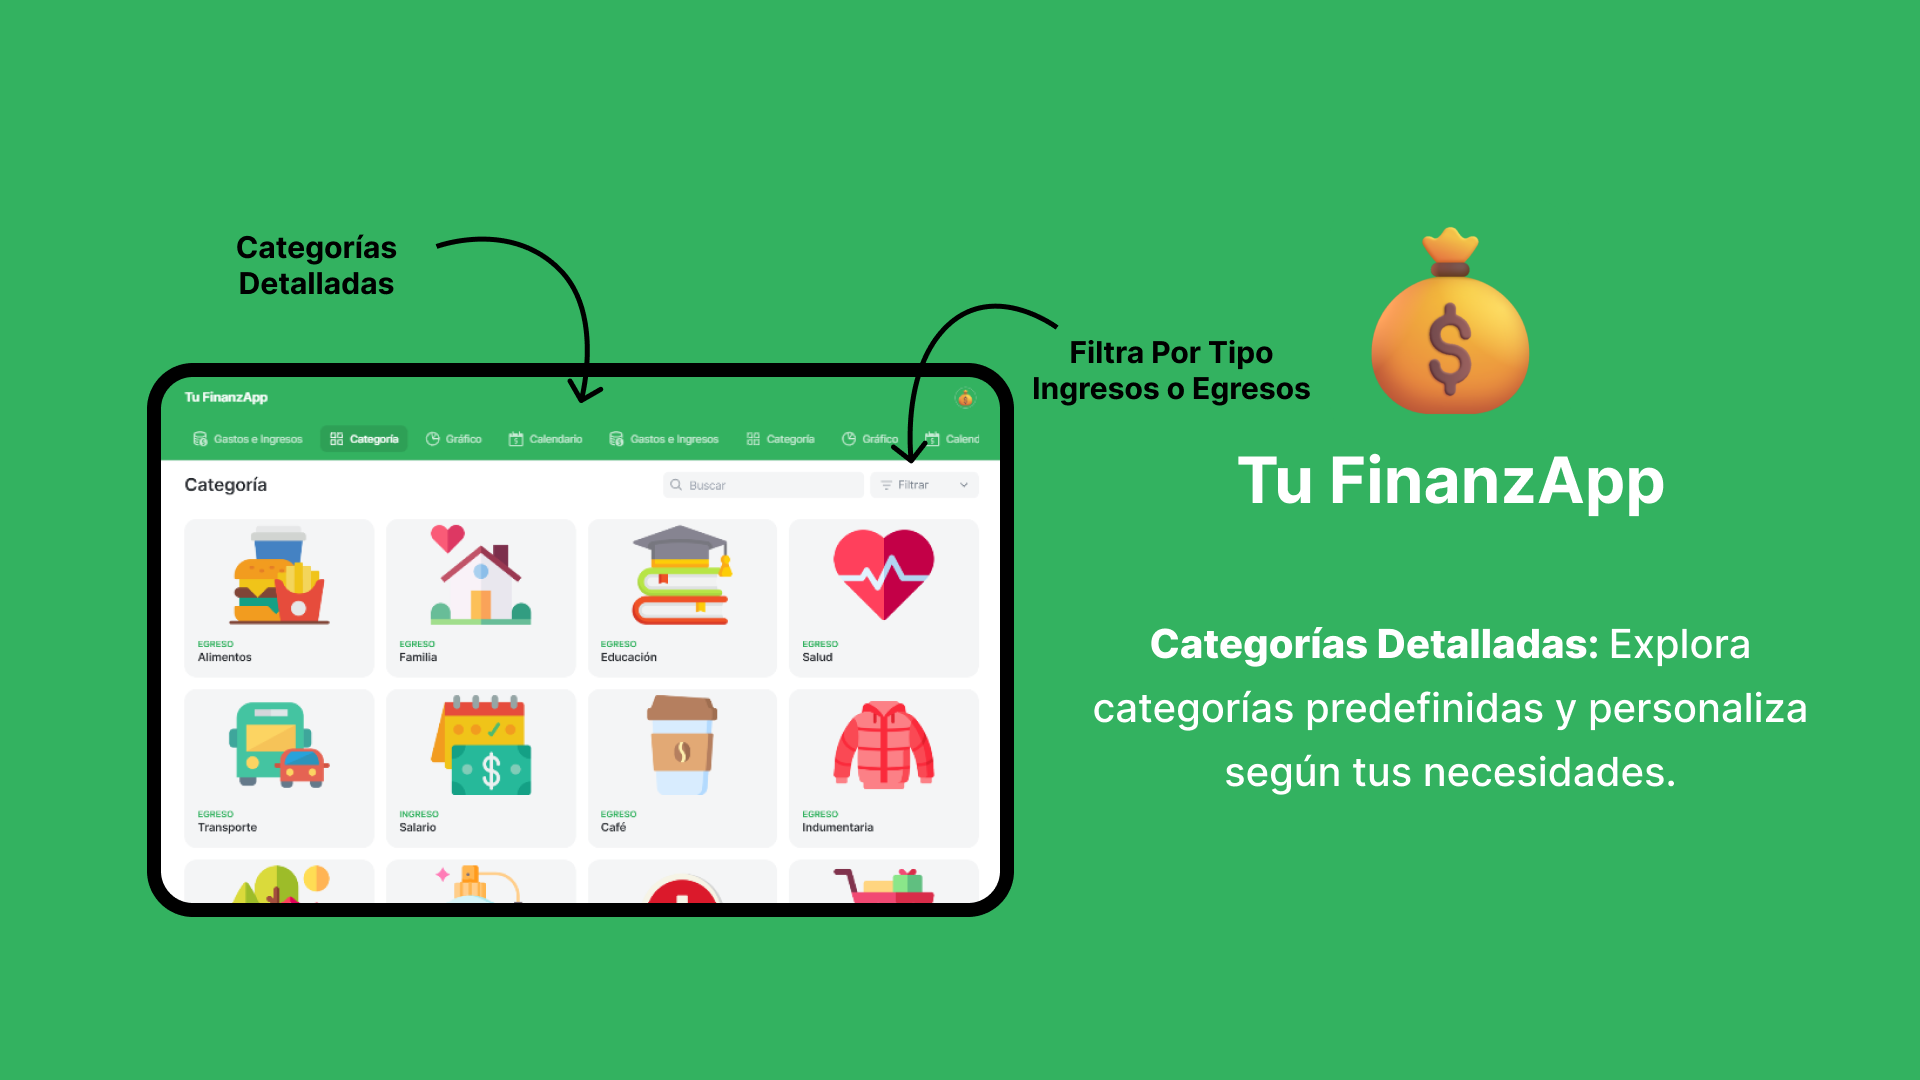 Categorías
Detalladas
Filtra Por Tipo
Ingresos o Egresos
Tu FinanzApp
Gastos e Ingresos
Categoría
Gráfico
Calendario
Gastos e Ingresos
Categoría
Gráfico
Calend
Categoría
Buscar
Filtrar
EGRESO
Alimentos
EGRESO
Familia
EGRESO
Educación
EGRESO
Salud
EGRESO
Transporte
INGRESO
Salario
EGRESO
Café
EGRESO
Indumentaria
Tu FinanzApp
Categorías Detalladas: Explora
categorías predefinidas y personaliza
según tus necesidades.